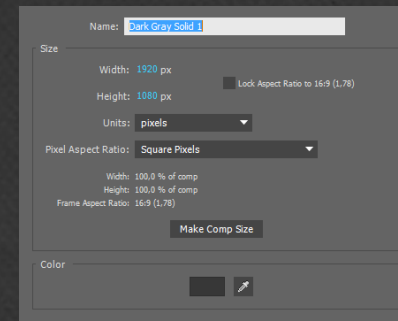 Name: Dark Gray Solid 1
Size
Width: 1920 px
Lock Aspect Ratio to 16:9 (1,78)
Height: 1080 px
Units: pixels
Pixel Aspect Ratio: Square Pixels
Width: 100,0 % of comp
Height: 100,0 % of comp
Frame Aspect Ratio: 16:9 (1,78)
Make Comp Size
Color